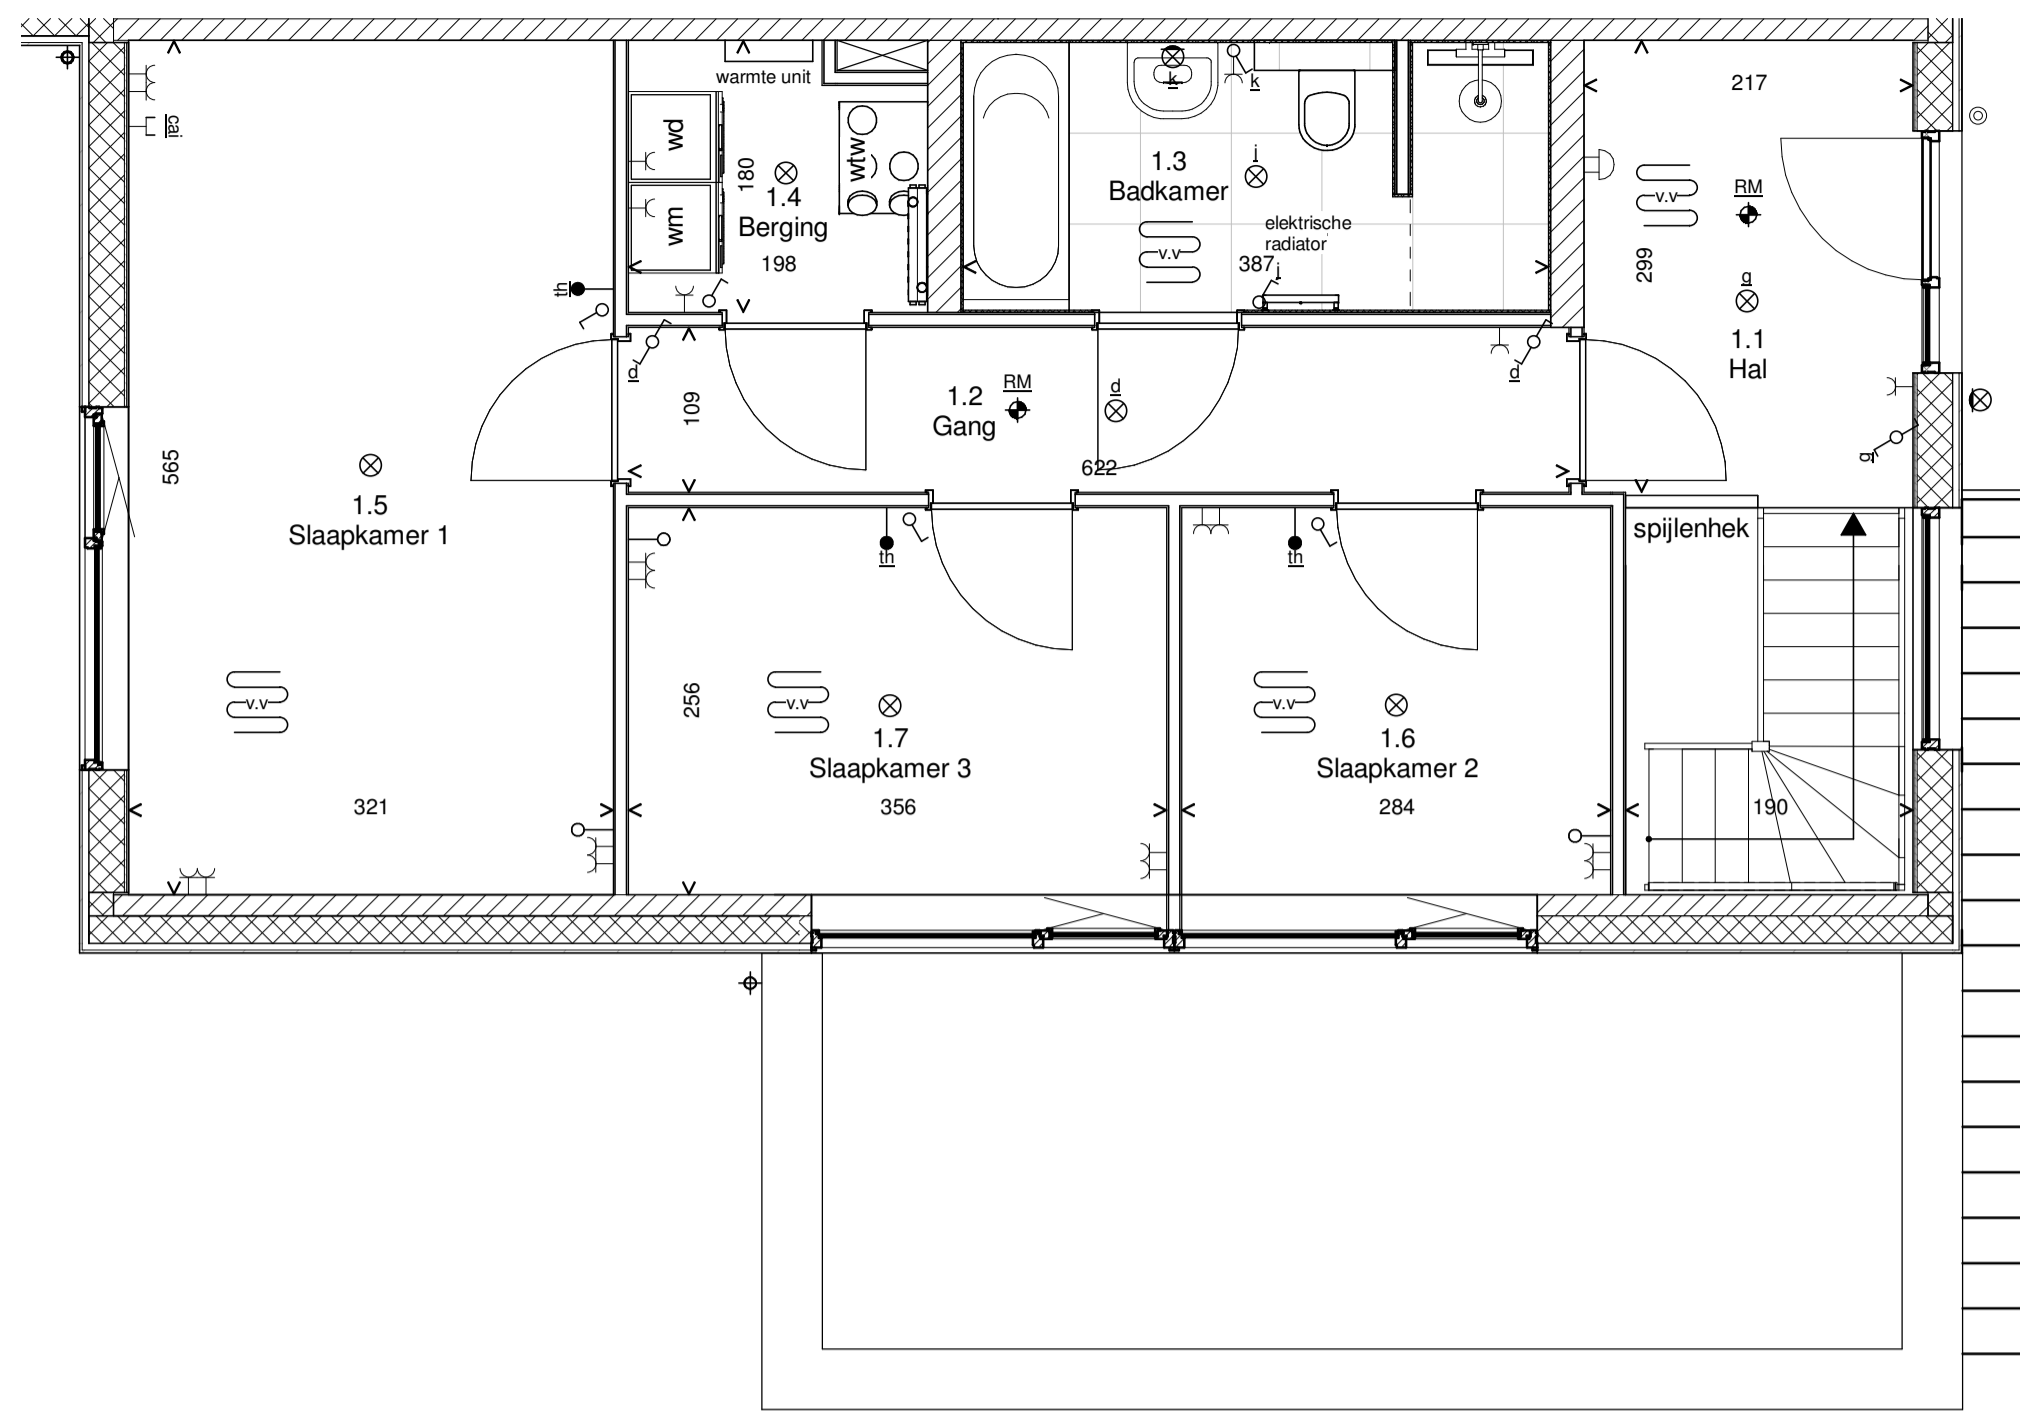 warmte unit
217
cai
wd
wtw
180
1.4
Berging
198
wm
k
k
1.3
Badkamer
j
v.v
elektrische
radiator
387
j
v.v
RM
299
g
1.1
Hal
th
d
109
1.2
Gang
RM
d
622
d
g
565
1.5
Slaapkamer 1
v.v
321
th
256
v.v
1.7
Slaapkamer 3
356
th
v.v
1.6
Slaapkamer 2
284
spijlenhek
190